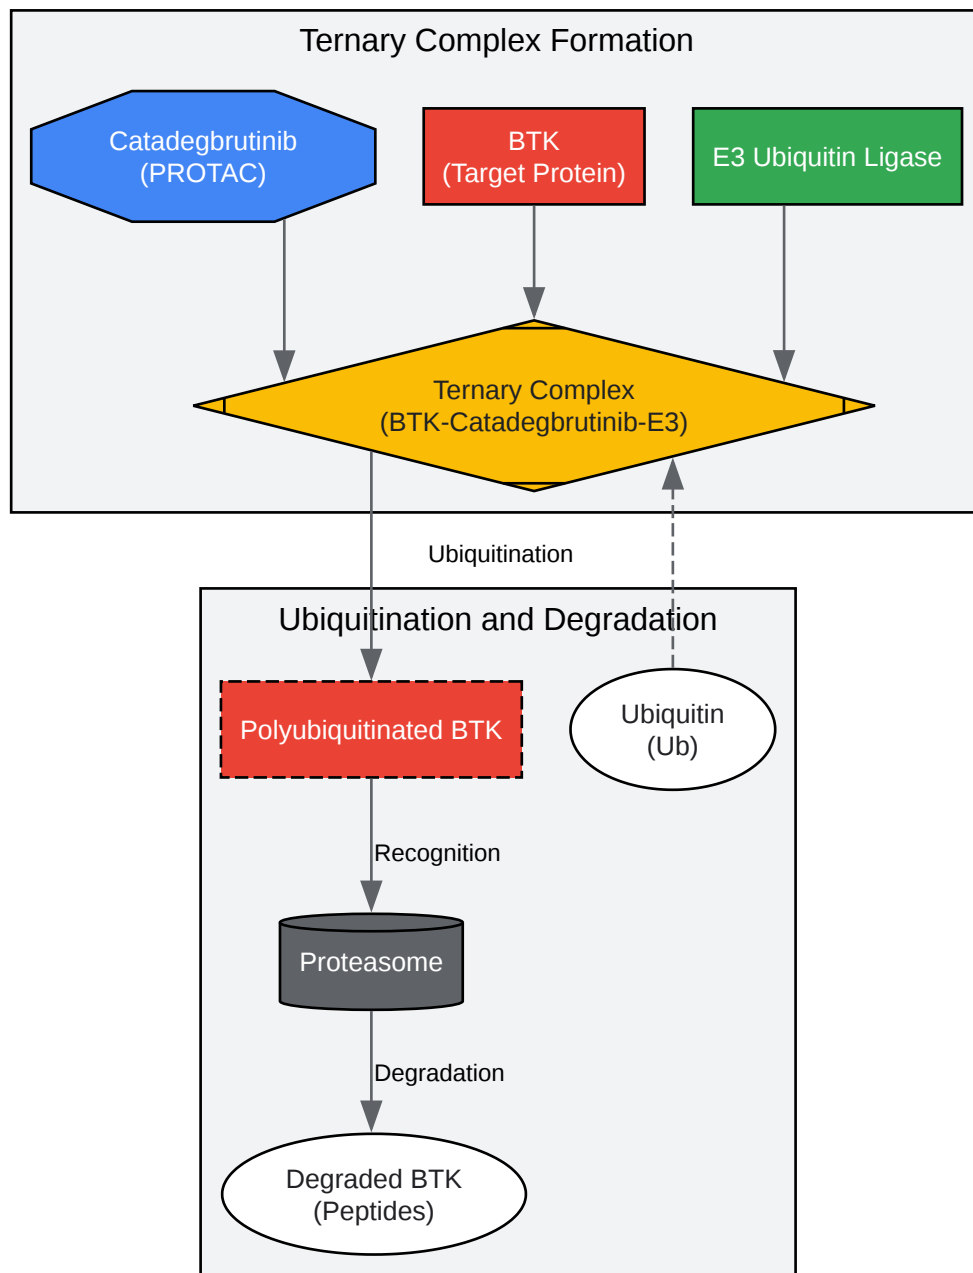 Ternary Complex Formation
Catadegbrutinib
(PROTAC)
BTK
(Target Protein)
E3 Ubiquitin Ligase
Ternary Complex
(BTK-Catadegbrutinib-E3)
Ubiquitination
Ubiquitination and Degradation
Polyubiquitinated BTK
Ubiquitin
(Ub)
Recognition
Proteasome
Degradation
Degraded BTK
(Peptides)